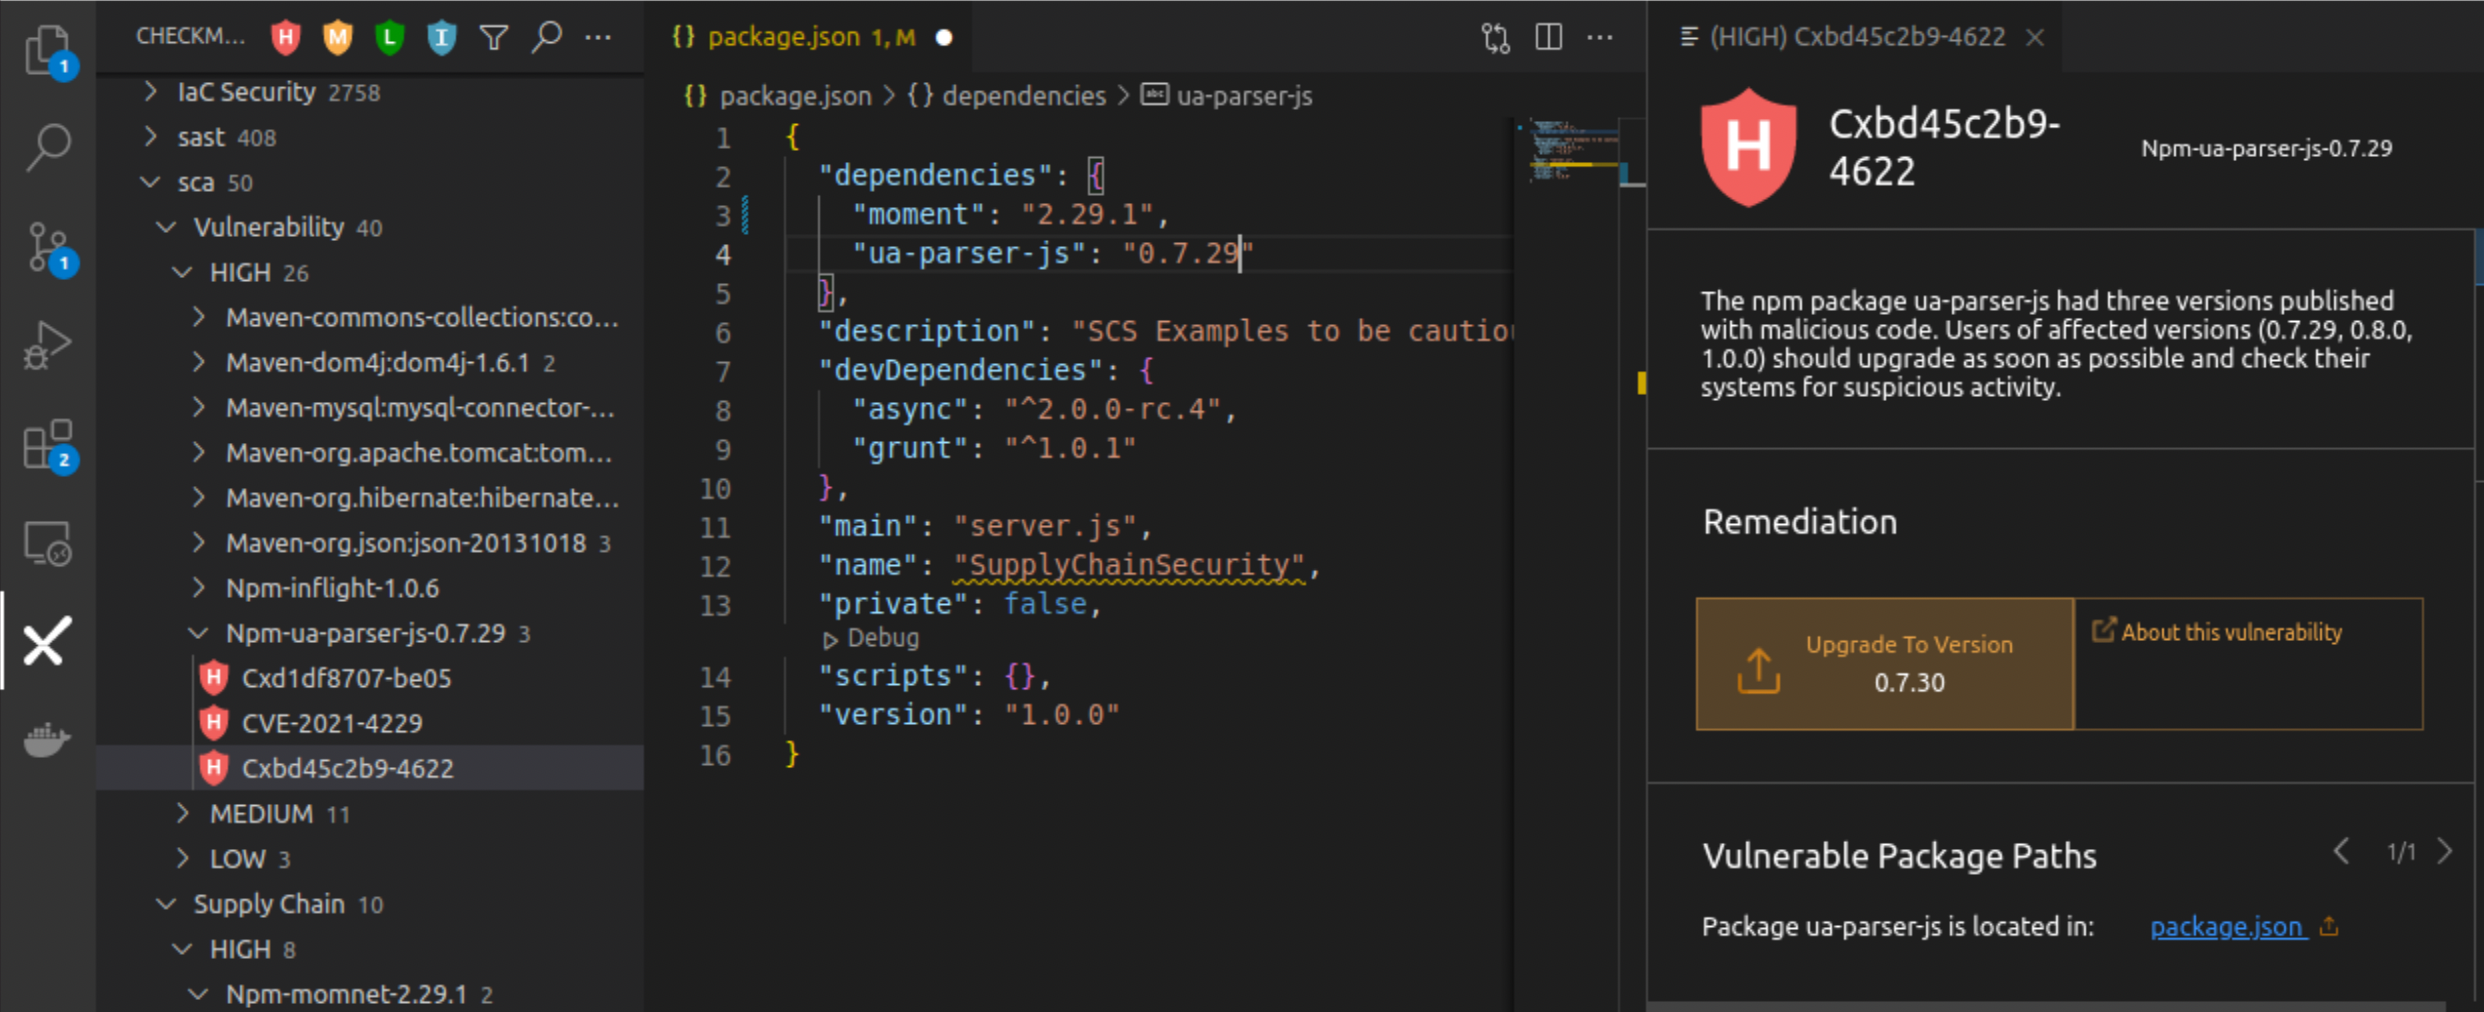 CHECKM...
H
M
L
I
IaC Security 2758
sast 408
sca 50
Vulnerability 40
HIGH 26
Maven-commons-collections:co...
Maven-dom4j:dom4j-1.6.1 2
Maven-mysql:mysql-connector-...
Maven-org.apache.tomcat:tom...
Maven-org.hibernate:hibernate...
Maven-org.json:json-20131018 3
Npm-inflight-1.0.6
Npm-ua-parser-js-0.7.29 3
H Cxd1df8707-be05
H CVE-2021-4229
H Cxbd45c2b9-4622
MEDIUM 11
LOW 3
Supply Chain 10
HIGH 8
Npm-momnet-2.29.1 2
1
1
2
{} package.json 1, M
{} package.json > {} dependencies > abc ua-parser-js
1 {
2 "dependencies": {
3 "moment": "2.29.1",
4 "ua-parser-js": "0.7.29"
5 },
6 "description": "SCS Examples to be cautio
7 "devDependencies": {
8 "async": "^2.0.0-rc.4",
9 "grunt": "^1.0.1"
10 },
11 "main": "server.js",
12 "name": "SupplyChainSecurity",
13 "private": false,
Debug
14 "scripts": {},
15 "version": "1.0.0"
16 }
(HIGH) Cxbd45c2b9-4622
H
Cxbd45c2b9-
4622
Npm-ua-parser-js-0.7.29
The npm package ua-parser-js had three versions published
with malicious code. Users of affected versions (0.7.29, 0.8.0,
1.0.0) should upgrade as soon as possible and check their
systems for suspicious activity.
Remediation
Upgrade To Version
0.7.30
About this vulnerability
Vulnerable Package Paths
1/1
Package ua-parser-js is located in: package.json